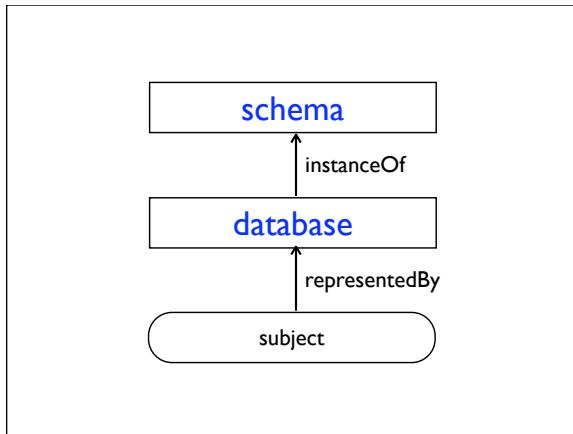 schema
instanceOf
database
representedBy
subject